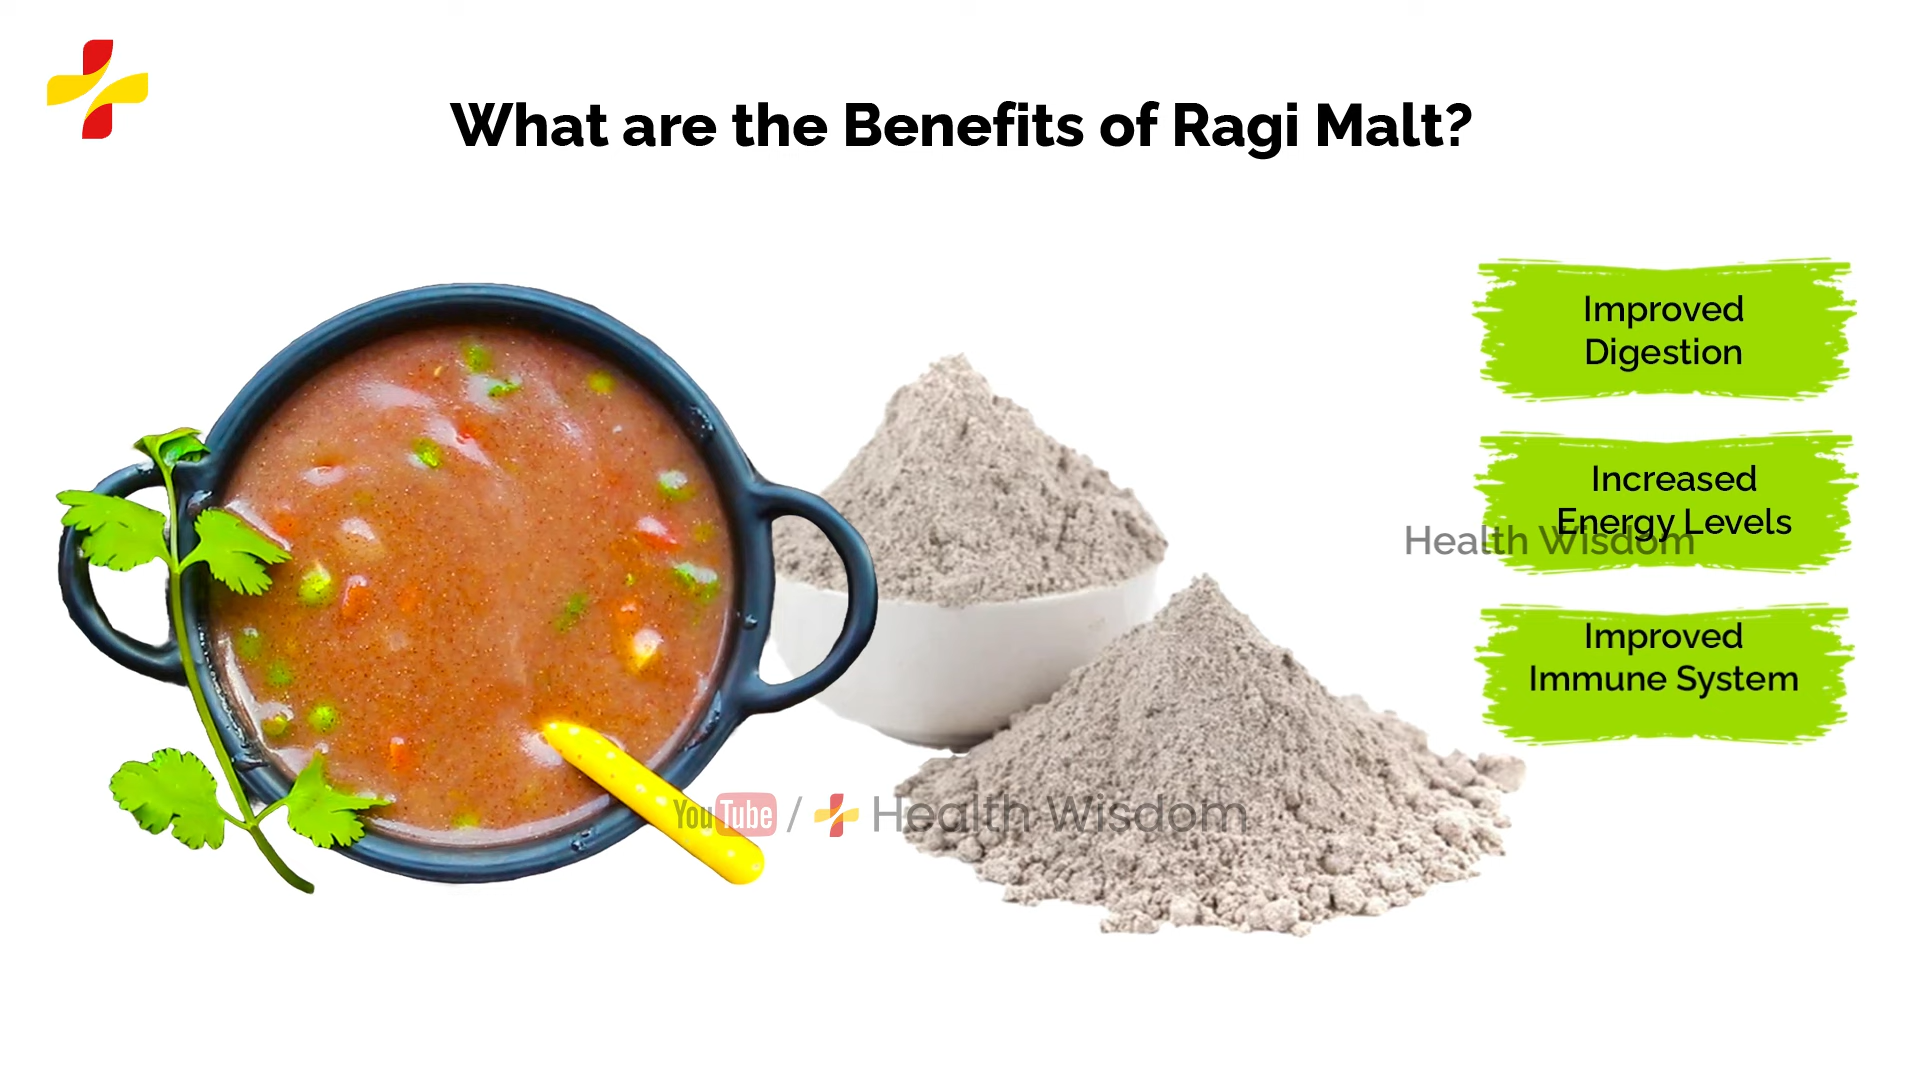 What are the Benefits of Ragi Malt?
Improved
Digestion
Increased
Energy Levels
Health Wisdom
Improved
Immune System
YouTube / Health Wisdom